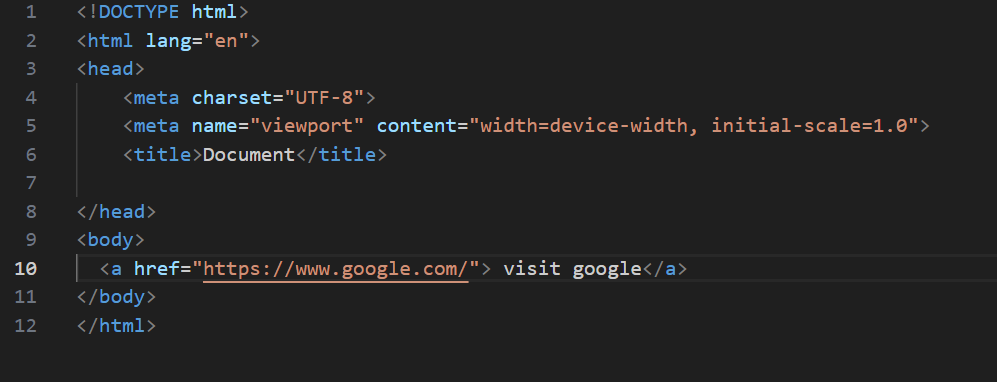 1 <!DOCTYPE html>
2 <html lang="en">
3 <head>
4     <meta charset="UTF-8">
5     <meta name="viewport" content="width=device-width, initial-scale=1.0">
6     <title>Document</title>
7
8 </head>
9 <body>
10   <a href="https://www.google.com/"> visit google</a>
11 </body>
12 </html>